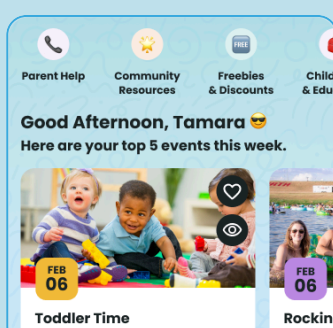 FREE
Parent Help
Community
Resources
Freebies
& Discounts
Child
& Edu
Good Afternoon, Tamara
Here are your top 5 events this week.
FEB
06
FEB
06
Toddler Time
Rockin